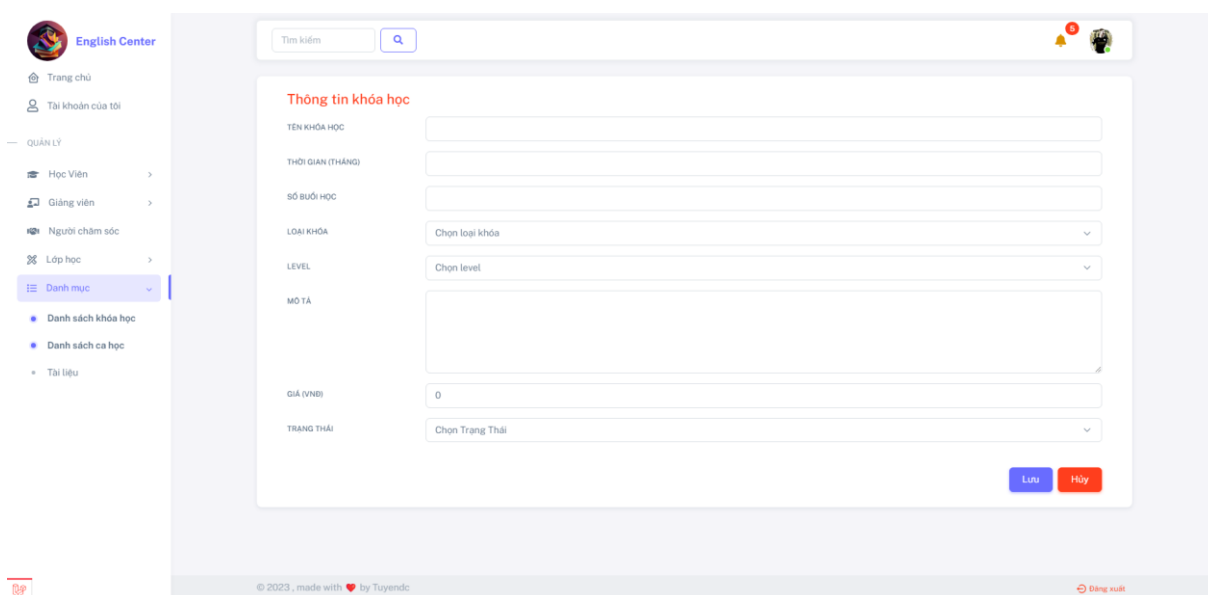 English Center
Trang chủ
Tài khoản của tôi
QUẢN LÝ
Học Viên
Giảng viên
Người chăm sóc
Lớp học
Danh mục
Danh sách khóa học
Danh sách ca học
Tài liệu
Tìm kiếm
5
Thông tin khóa học
TÊN KHÓA HỌC
THỜI GIAN (THÁNG)
SỐ BUỔI HỌC
LOẠI KHÓA
Chọn loại khóa
LEVEL
Chọn level
MÔ TẢ
GIÁ (VNĐ)
0
TRẠNG THÁI
Chọn Trạng Thái
Lưu
Hủy
© 2023 , made with ❤ by Tuyendc
Đăng xuất